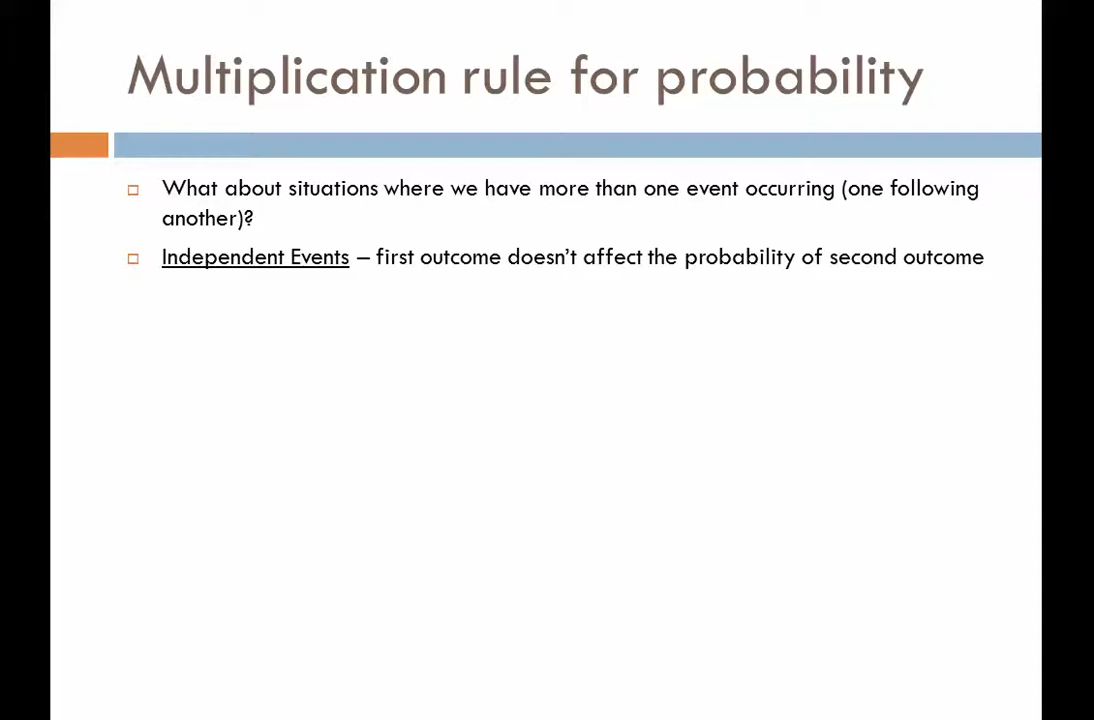 Multiplication rule for probability
What about situations where we have more than one event occurring (one following
another)?
Independent Events – first outcome doesn’t affect the probability of second outcome